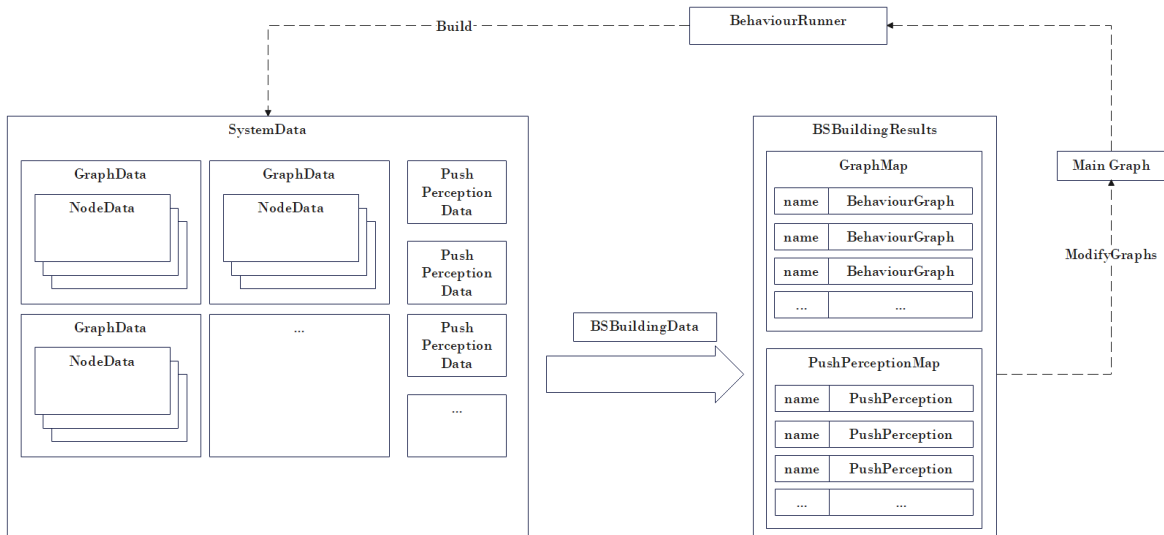 BehaviourRunner
Build
SystemData
GraphData
NodeData
GraphData
NodeData
Push
Perception
Data
Push
Perception
Data
GraphData
NodeData
...
Push
Perception
Data
...
BSBuildingData
BSBuildingResults
GraphMap
name BehaviourGraph
name BehaviourGraph
name BehaviourGraph
... ...
PushPerceptionMap
name PushPerception
name PushPerception
name PushPerception
... ...
Main Graph
ModifyGraphs